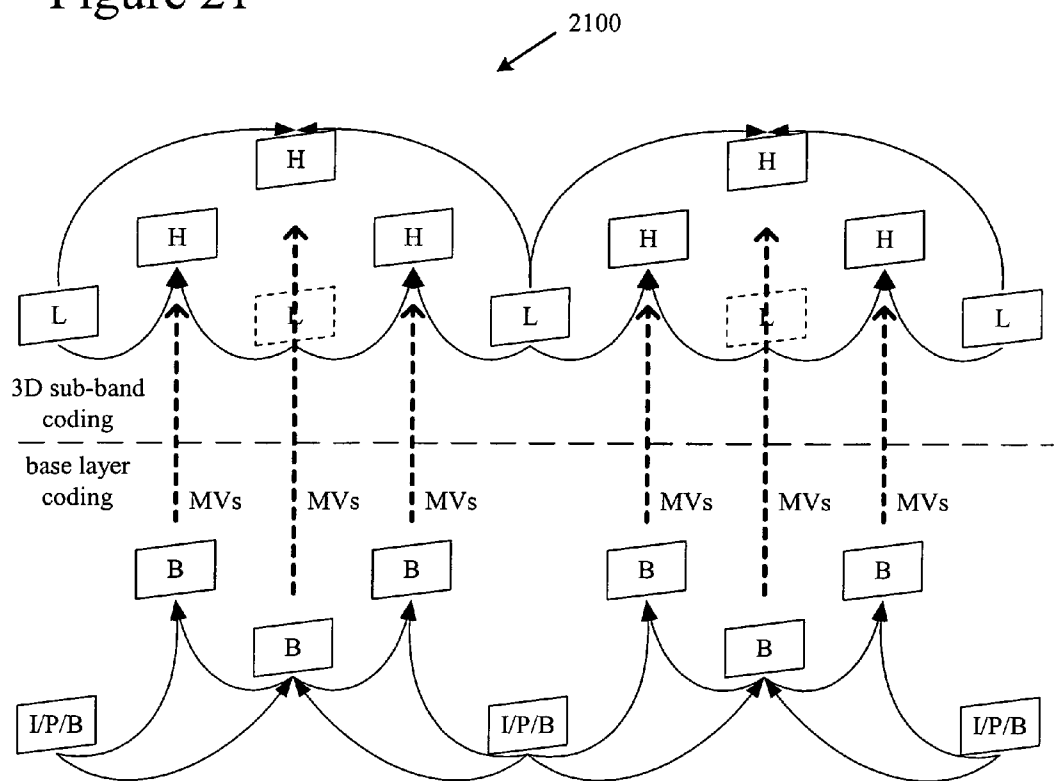 Figure 21
2100
H H
H H H H
L L L L L
3D sub-band
coding
base layer
coding
MVs MVs MVs MVs MVs MVs
B B B B
B B
I/P/B I/P/B I/P/B